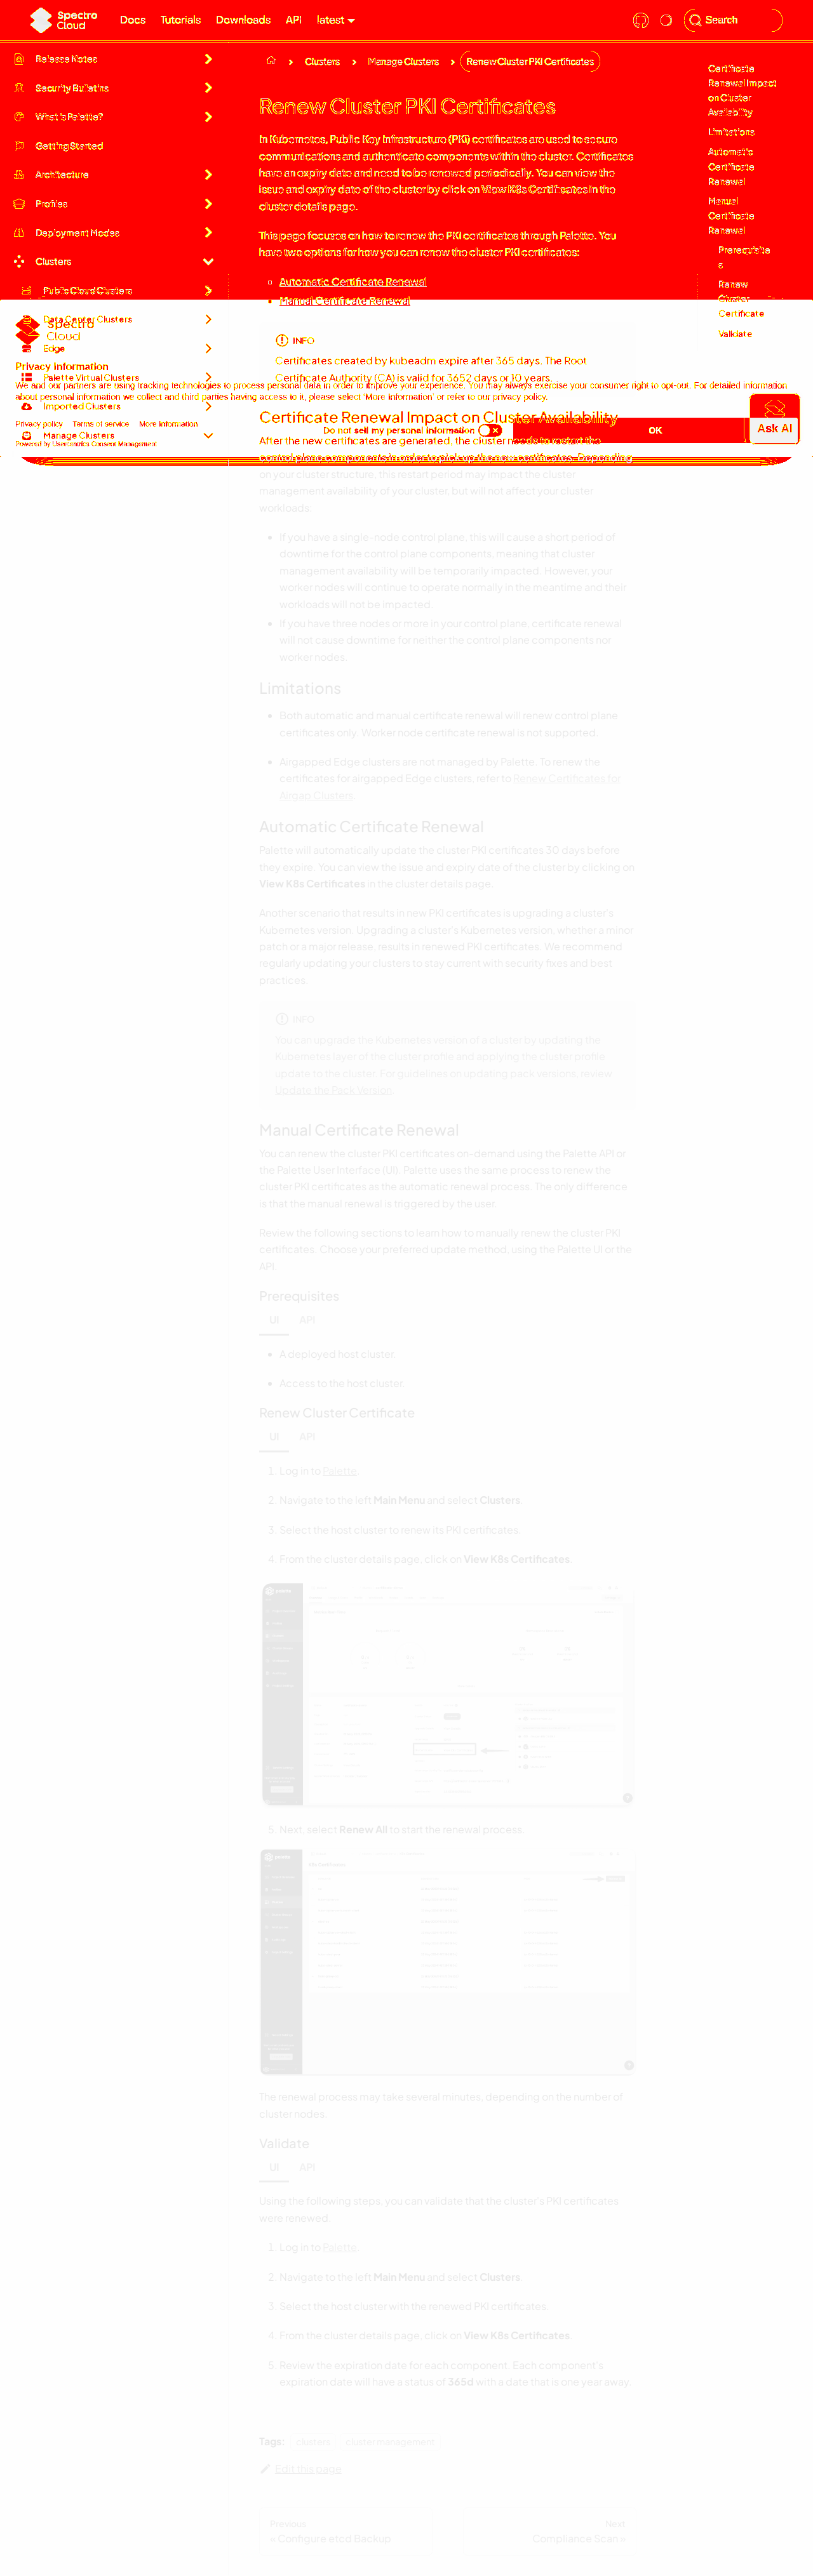 Spectro Cloud
Docs Tutorials Downloads API latest
Search
Release Notes
Security Bulletins
What is Palette?
Getting Started
Architecture
Profiles
Deployment Modes
Clusters
Public Cloud Clusters
Data Center Clusters
Edge
Palette Virtual Clusters
Imported Clusters
Manage Clusters
Clusters > Manage Clusters > Renew Cluster PKI Certificates
Renew Cluster PKI Certificates
In Kubernetes, Public Key Infrastructure (PKI) certificates are used to secure
communications and authenticate components within the cluster. Certificates
have an expiry date and need to be renewed periodically. You can view the
issue and expiry date of the cluster by click on View K8s Certificates in the
cluster details page.
This page focuses on how to renew the PKI certificates through Palette. You
have two options for how you can renew the cluster PKI certificates:
Automatic Certificate Renewal
Manual Certificate Renewal
INFO
Certificates created by kubeadm expire after 365 days. The Root
Certificate Authority (CA) is valid for 3652 days or 10 years.
Certificate Renewal Impact on Cluster Availability
After the new certificates are generated, the cluster needs to restart the
control plane components in order to pick up the new certificates. Depending
on your cluster structure, this restart period may impact the cluster
management availability of your cluster, but will not affect your cluster
workloads.
If you have a single-node control plane, this will cause a short period of
downtime for the control plane components, meaning that cluster
management availability will be temporarily impacted. However, your
worker nodes will continue to operate normally in the meantime and their
workloads will not be impacted.
If you have three nodes or more in your control plane, certificate renewal
will not cause downtime for neither the control plane components nor
worker nodes.
Limitations
Both automatic and manual certificate renewal will renew control plane
certificates only. Worker node certificate renewal is not supported.
Airgapped Edge clusters are not managed by Palette. To renew the
certificates for airgapped Edge clusters, refer to Renew Certificates for
Airgap Clusters.
Automatic Certificate Renewal
Palette will automatically update the cluster PKI certificates 30 days before
they expire. You can view the issue and expiry date of the cluster by clicking on
View K8s Certificates in the cluster details page.
Another scenario that results in new PKI certificates is upgrading a cluster's
Kubernetes version. Upgrading a cluster's Kubernetes version, whether a minor
patch or a major release, results in renewed PKI certificates. We recommend
regularly updating your clusters to stay current with security fixes and best
practices.
INFO
You can upgrade the Kubernetes version of a cluster by updating the
Kubernetes layer of the cluster profile and applying the cluster profile
update to the cluster. For guidelines on updating pack versions, review
Update the Pack Version.
Manual Certificate Renewal
You can renew the cluster PKI certificates on-demand using the Palette API or
the Palette User Interface (UI). Palette uses the same process to renew the
cluster PKI certificates as the automatic renewal process. The only difference
is that the manual renewal is triggered by the user.
Review the following sections to learn how to manually renew the cluster PKI
certificates. Choose your preferred update method, using the Palette UI or the
API.
Prerequisites
UI API
A deployed host cluster.
Access to the host cluster.
Renew Cluster Certificate
UI API
1. Log in to Palette.
2. Navigate to the left Main Menu and select Clusters.
3. Select the host cluster to renew its PKI certificates.
4. From the cluster details page, click on View K8s Certificates.
5. Next, select Renew All to start the renewal process.
The renewal process may take several minutes, depending on the number of
cluster nodes.
Validate
UI API
Using the following steps, you can validate that the cluster's PKI certificates
were renewed.
1. Log in to Palette.
2. Navigate to the left Main Menu and select Clusters.
3. Select the host cluster with the renewed PKI certificates.
4. From the cluster details page, click on View K8s Certificates.
5. Review the expiration date for each component. Each component's
expiration date will have a status of 365d with a date that is one year away.
Tags: clusters cluster management
Edit this page
Previous
« Configure etcd Backup
Next
Compliance Scan »
Certificate
Renewal Impact
on Cluster
Availability
Limitations
Automatic
Certificate
Renewal
Manual
Certificate
Renewal
Prerequisite
s
Renew
Cluster
Certificate
Validate
Spectro
Cloud
Privacy Information
We and our partners are using tracking technologies to process personal data in order to improve your experience. You may always exercise your consumer right to opt-out. For detailed information
about personal information we collect and third parties having access to it, please select 'More Information' or refer to our privacy policy.
Privacy policy Terms of service More Information
Do not sell my personal information
OK
Powered by Usercentrics Consent Management
Ask AI